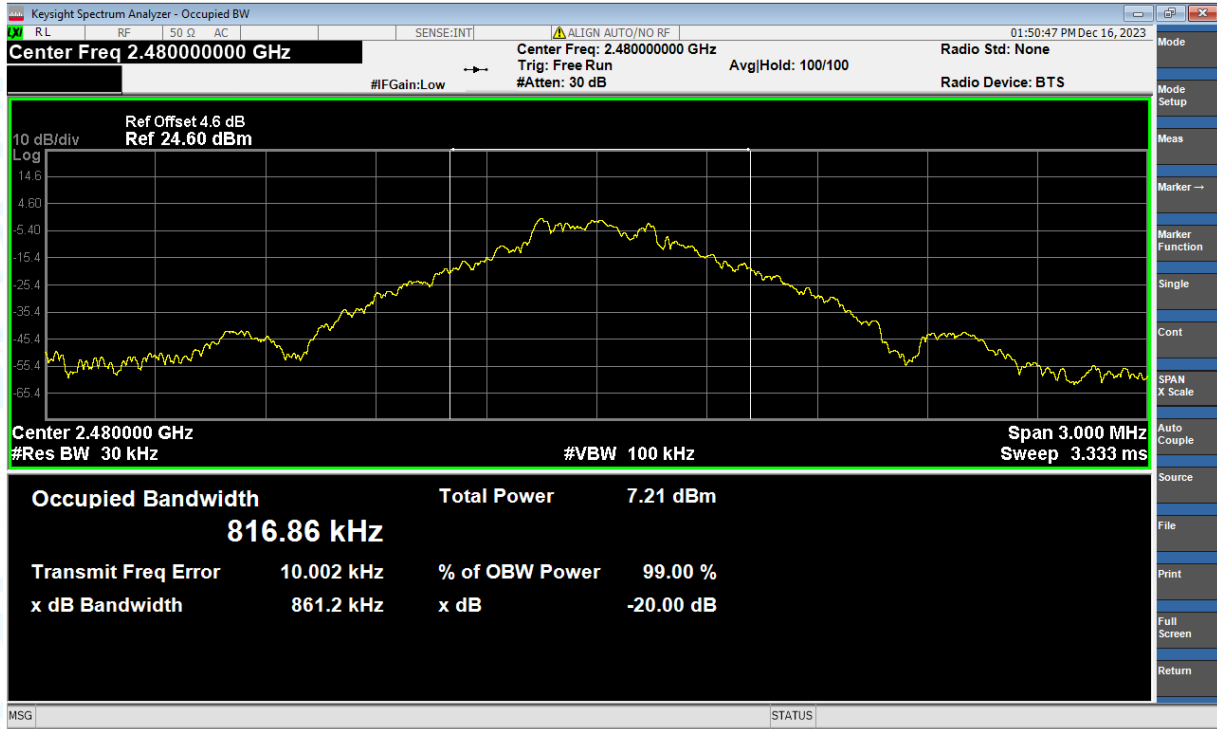 Keysight Spectrum Analyzer - Occupied BW
LXI RL RF 50 Ω AC SENSE:INT ALIGN AUTO/NO RF 01:50:47 PM Dec 16, 2023
Center Freq 2.480000000 GHz
Center Freq: 2.480000000 GHz Radio Std: None
Trig: Free Run Avg|Hold: 100/100
#IFGain:Low #Atten: 30 dB Radio Device: BTS
Ref Offset 4.6 dB
10 dB/div Ref 24.60 dBm
Log
14.6
4.60
-5.40
-15.4
-25.4
-35.4
-45.4
-55.4
-65.4
Center 2.480000 GHz Span 3.000 MHz
#Res BW 30 kHz #VBW 100 kHz Sweep 3.333 ms
Occupied Bandwidth Total Power 7.21 dBm
816.86 kHz
Transmit Freq Error 10.002 kHz % of OBW Power 99.00 %
x dB Bandwidth 861.2 kHz x dB -20.00 dB
MSG STATUS
Mode
Mode
Setup
Meas
Marker →
Marker
Function
Single
Cont
SPAN
X Scale
Auto
Couple
Source
File
Print
Full
Screen
Return